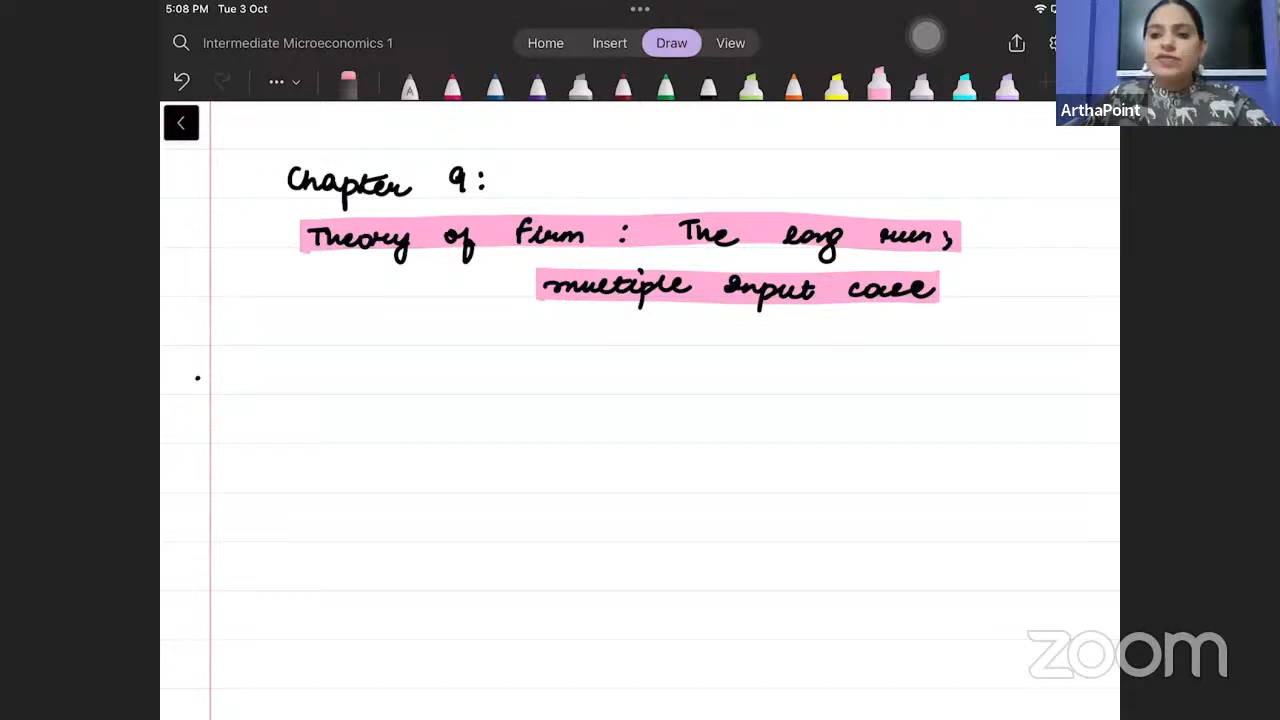 5:08 PM Tue 3 Oct
Intermediate Microeconomics 1
Home Insert Draw View
A
ArthaPoint
Chapter 9:
Theory of Firm : The long run,
multiple Input case
zoom